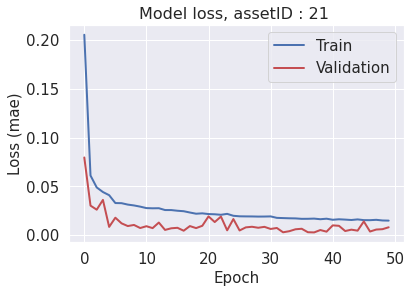 Model loss, assetID : 21
Train
Validation
Loss (mae)
0.20
0.15
0.10
0.05
0.00
0 10 20 30 40 50
Epoch